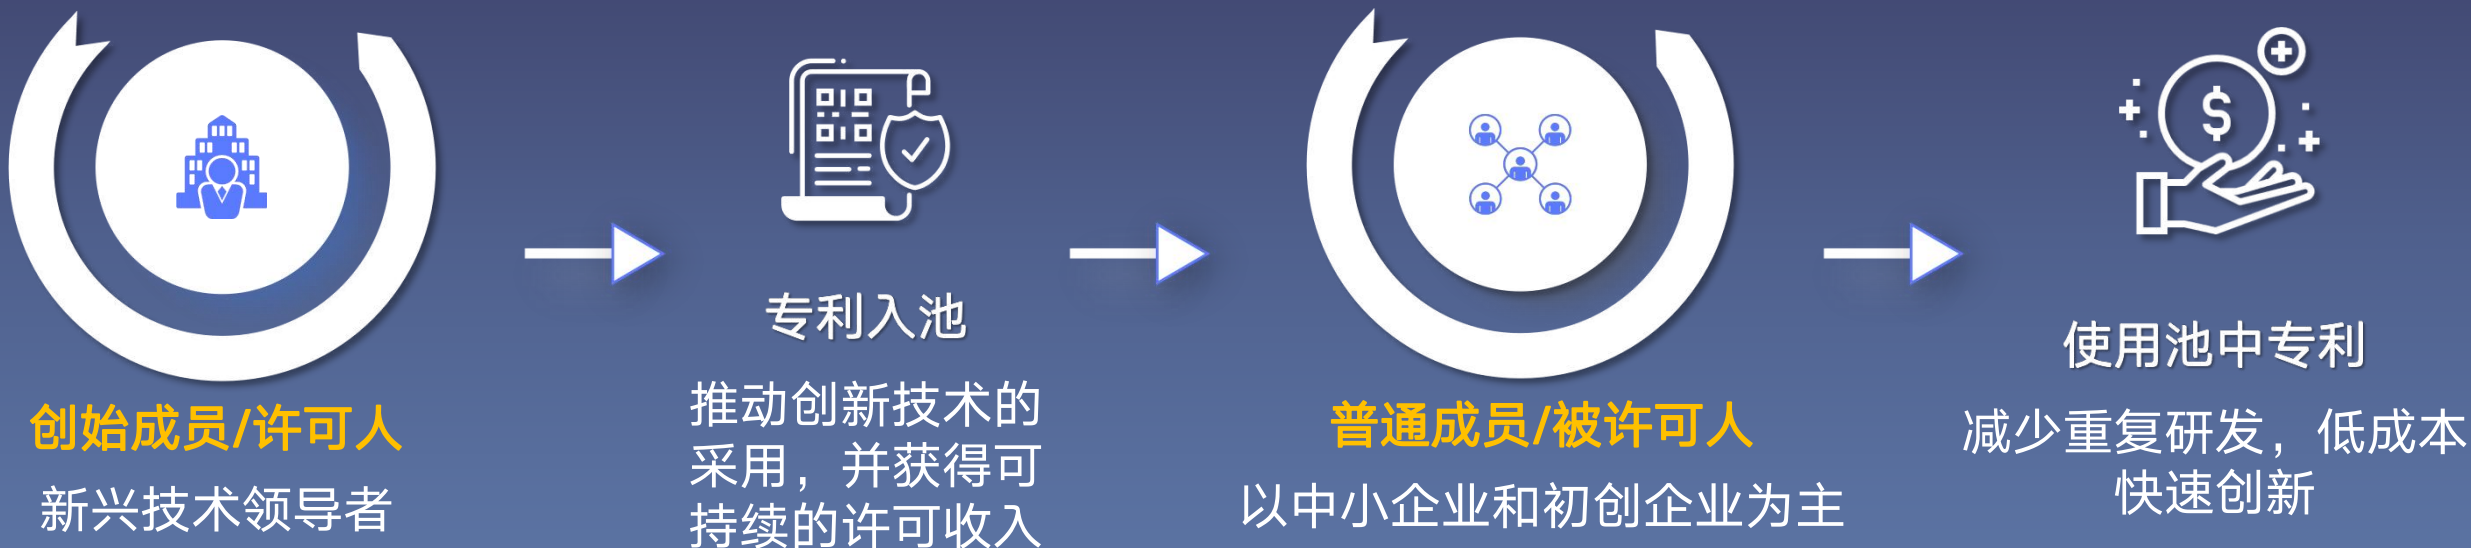 创始成员/许可人
新兴技术领导者
专利入池
推动创新技术的
采用，并获得可
持续的许可收入
普通成员/被许可人
以中小企业和初创企业为主
使用池中专利
减少重复研发，低成本
快速创新